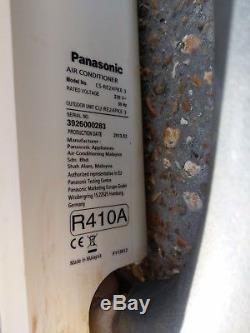 Panasonic
AIR CONDITIONER
Model No. CS-RE24PKE 3
RATED VOLTAGE 230 V~
50 Hz
OUTDOOR UNIT CU-RE24PKE 3
SERIAL NO.
3926000283
PRODUCTION DATE
Manufacturer :
Panasonic Appliances
Air-Conditioning Malaysia
Sdn. Bhd.
Shah Alam, Malaysia
Authorized representative in EU
Panasonic Testing Centre
Panasonic Marketing Europe GmbH
Winsbergring 15, 22525 Hamburg,
Germany
R410A
CE
Made in Malaysia